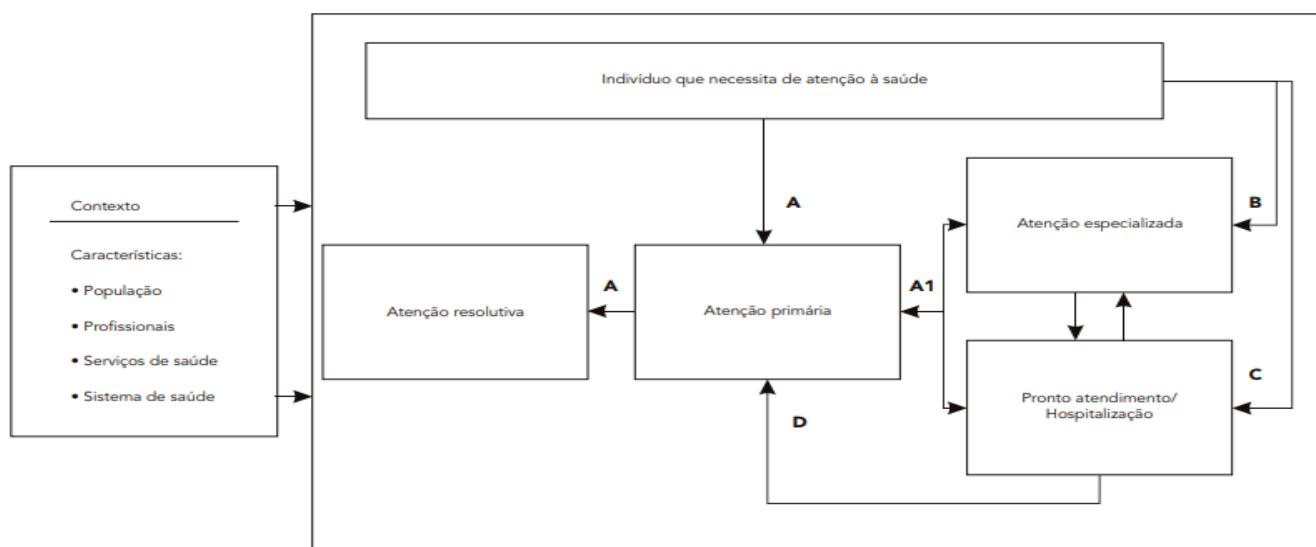 Indivíduo que necessita de atenção à saúde
Contexto
Características:
• População
• Profissionais
• Serviços de saúde
• Sistema de saúde
A
B
Atenção especializada
Atenção resolutiva
A
Atenção primária
A1
C
Pronto atendimento/
Hospitalização
D